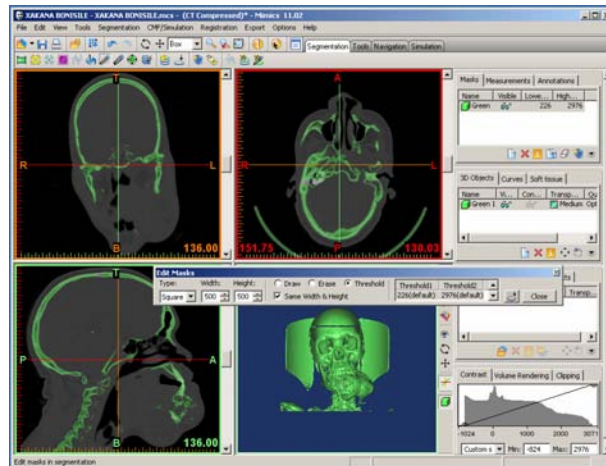 XAKANA BONISILE - XAKANA BONISILE.mcs - (CT Compressed)* - Mimics 11.02
File Edit View Tools Segmentation CMF/Simulation Registration Export Options Help
Box
Segmentation Tools Navigation Simulation
T
R
L
B
136.00
A
151.75
P
130.03
Masks Measurements Annotations
Name Visible Lowe... High...
Green 226 2976
3D Objects Curves Soft tissue
Name Vi... Con... Transp... Qu
Green 1 Medium Opt
Edit Masks
Type: Width: Height:
Square 500 500
Draw Erase Threshold
Same Width & Height
Threshold1 Threshold2
226(default) 2976(default)
Close
Transp...
T
P
A
B
136.00
Contrast Volume Rendering Clipping
-1024 0 1000 2000 3071
Custom s Min: -824 Max: 2976
Edit masks in segmentation